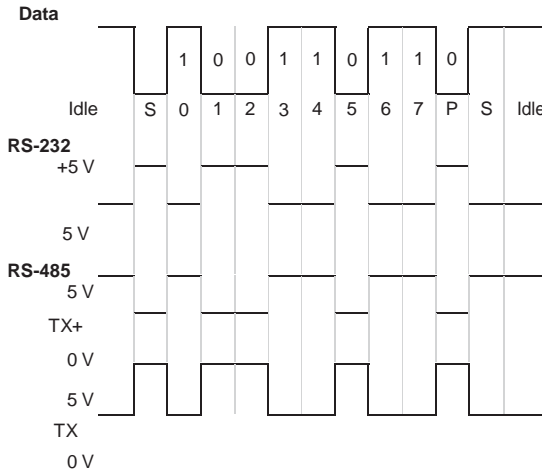 Data
1 0 0 1 1 0 1 1 0
Idle S 0 1 2 3 4 5 6 7 P S Idle
RS-232
+5 V
5 V
RS-485
5 V
TX+
0 V
5 V
TX
0 V